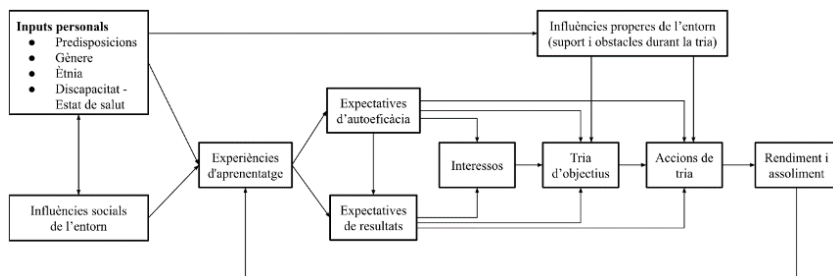 Inputs personals
● Predisposicions
● Gènere
● Ètnia
● Discapacitat -
Estat de salut
Influències properes de l'entorn
(suport i obstacles durant la tria)
Expectatives
d'autoeficàcia
Experiències
d'aprenentatge
Interessos
Tria
d'objectius
Accions de
tria
Rendiment i
assoliment
Influències socials
de l'entorn
Expectatives
de resultats